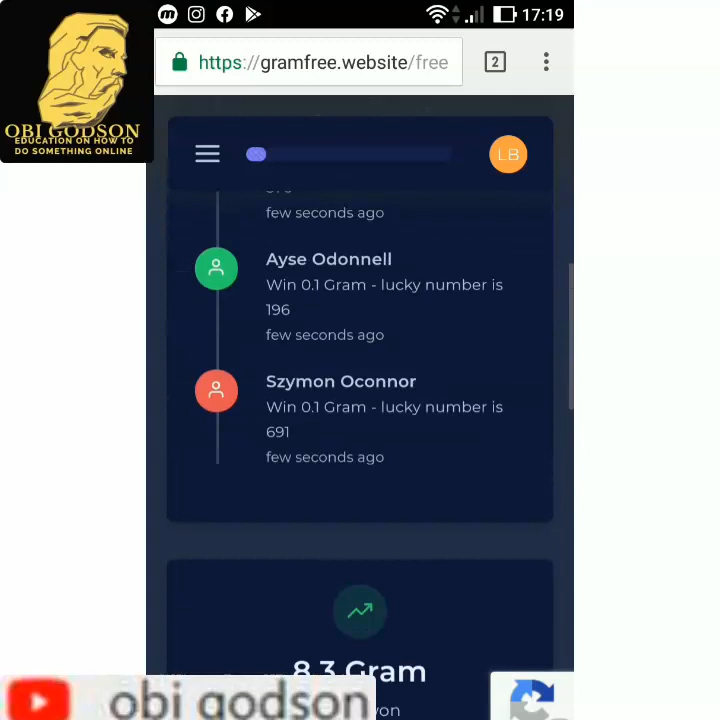 17:19
https://gramfree.website/free
2
OBI GODSON
EDUCATION ON HOW TO
DO SOMETHING ONLINE
LB
few seconds ago
Ayse Odonnell
Win 0.1 Gram - lucky number is
196
few seconds ago
Szymon Oconnor
Win 0.1 Gram - lucky number is
691
few seconds ago
8.3 Gram
won
obi godson